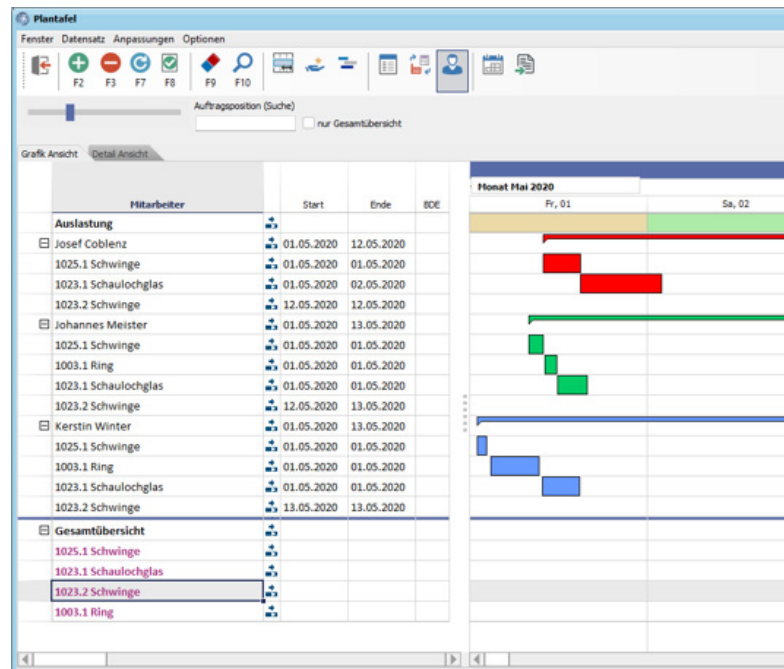 Plantafel
Fenster Datensatz Anpassungen Optionen
F2 F3 F7 F8 F9 F10
Auftragsposition (Suche)
nur Gesamtübersicht
Grafik Ansicht Detail Ansicht
Monat Mai 2020
Mitarbeiter Start Ende BDE Fr, 01 Sa, 02
Auslastung
Josef Coblenz 01.05.2020 12.05.2020
1025.1 Schwinge 01.05.2020 01.05.2020
1023.1 Schaulochglas 01.05.2020 02.05.2020
1023.2 Schwinge 12.05.2020 12.05.2020
Johannes Meister 01.05.2020 13.05.2020
1025.1 Schwinge 01.05.2020 01.05.2020
1003.1 Ring 01.05.2020 01.05.2020
1023.1 Schaulochglas 01.05.2020 01.05.2020
1023.2 Schwinge 12.05.2020 13.05.2020
Kerstin Winter 01.05.2020 13.05.2020
1025.1 Schwinge 01.05.2020 01.05.2020
1003.1 Ring 01.05.2020 01.05.2020
1023.1 Schaulochglas 01.05.2020 01.05.2020
1023.2 Schwinge 13.05.2020 13.05.2020
Gesamtübersicht
1025.1 Schwinge
1023.1 Schaulochglas
1023.2 Schwinge
1003.1 Ring